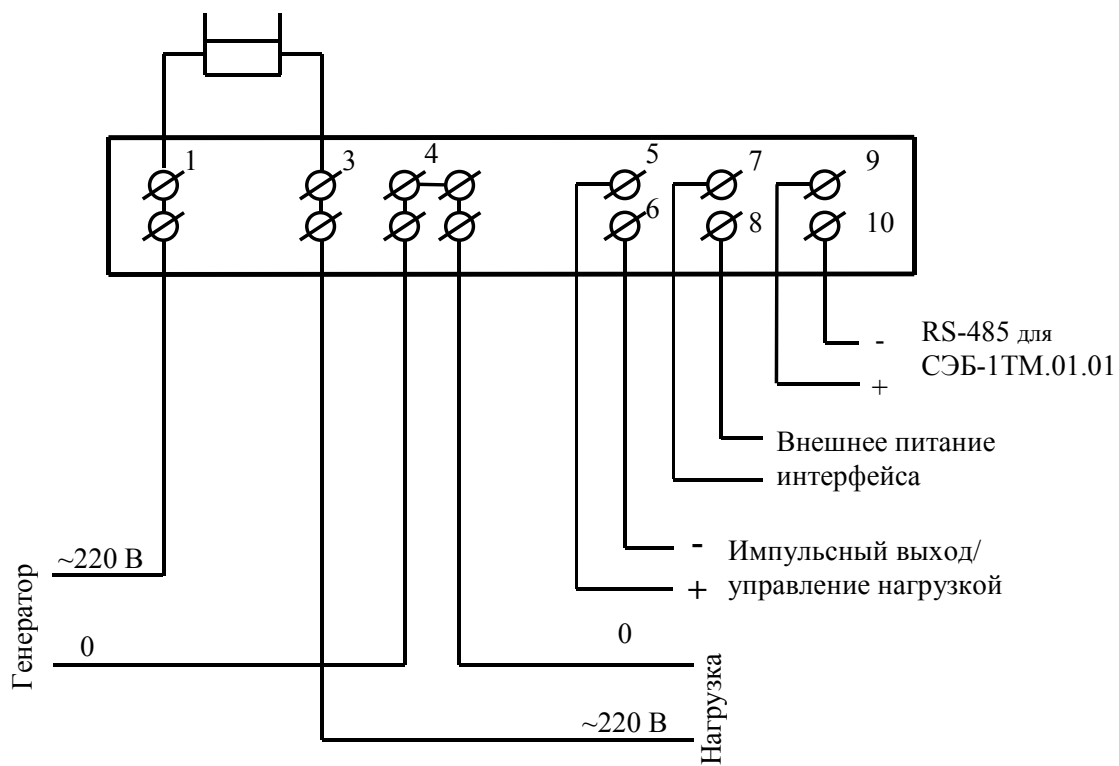 1
3
4
5
7
9
6
8
10
- RS-485 для
СЭБ-1ТМ.01.01
+
Внешнее питание
интерфейса
- Импульсный выход/
+ управление нагрузкой
~220 В
Генератор
0
0
~220 В
Нагрузка